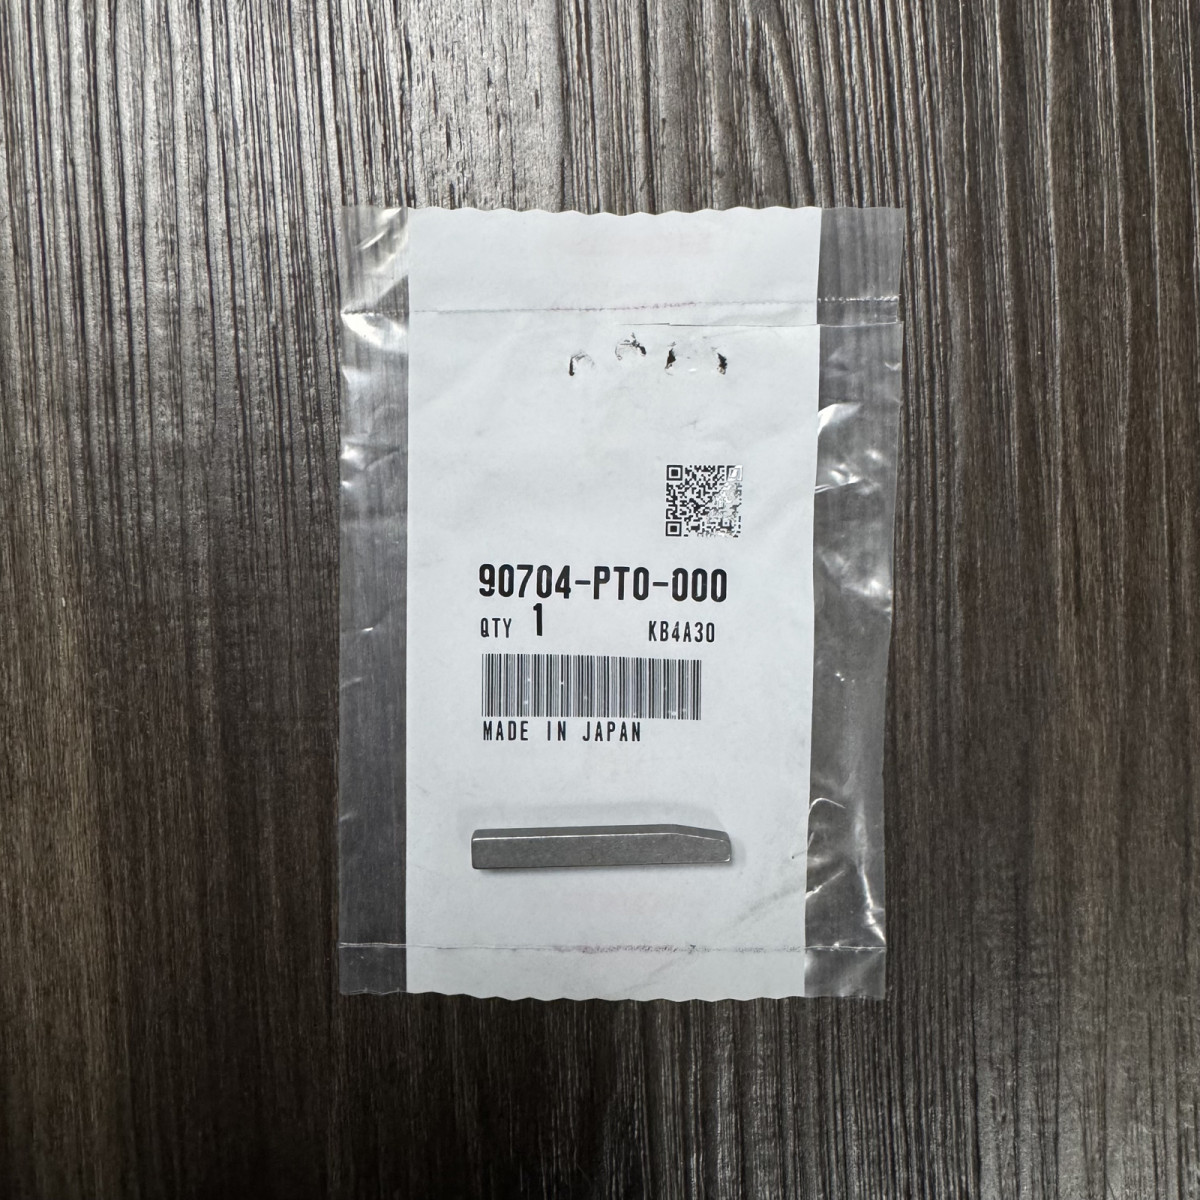 90704-PT0-000
QTY 1 KB4A30
MADE IN JAPAN